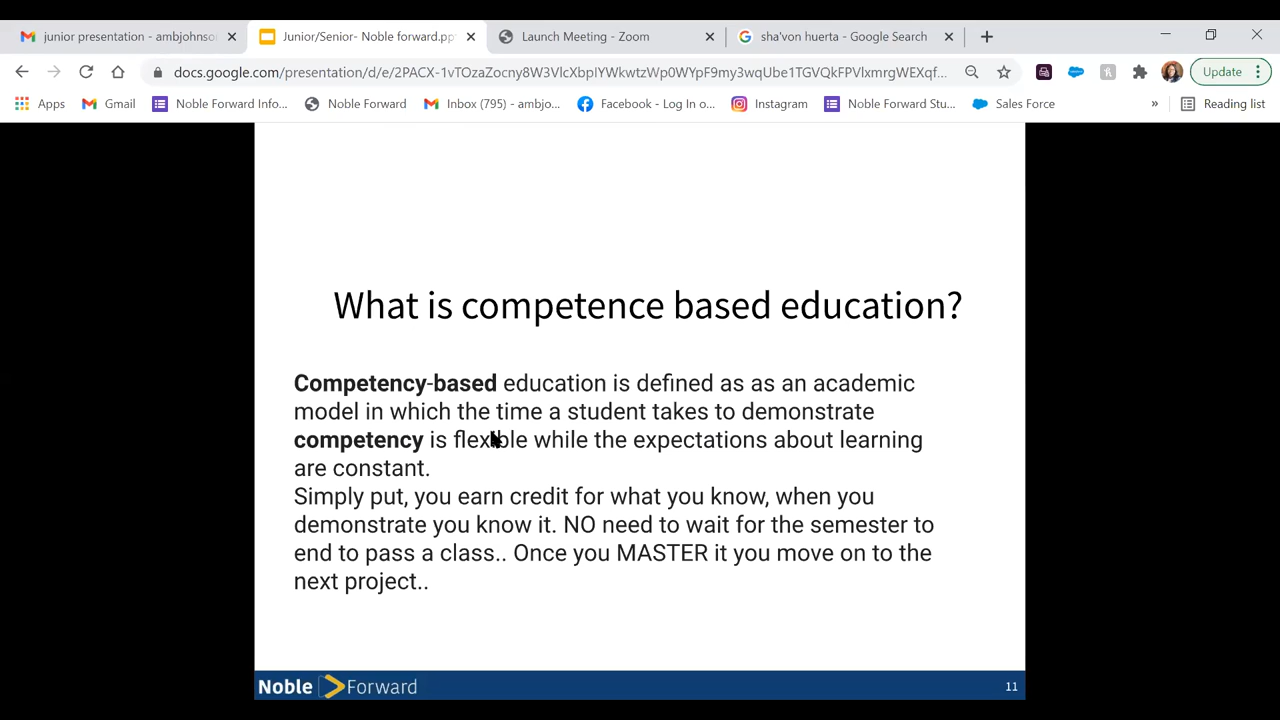 junior presentation - ambjohnso
Junior/Senior- Noble forward.pp
Launch Meeting - Zoom
sha'von huerta - Google Search
docs.google.com/presentation/d/e/2PACX-1vTOzaZocny8W3VlcXbpIYWkwtzWp0WYpF9my3wqUbe1TGVQkFPVlxmrgWEXqf...
Update
Apps
Gmail
Noble Forward Info...
Noble Forward
Inbox (795) - ambjo...
Facebook - Log In o...
Instagram
Noble Forward Stu...
Sales Force
»
Reading list
What is competence based education?
Competency-based education is defined as as an academic
model in which the time a student takes to demonstrate
competency is flexible while the expectations about learning
are constant.
Simply put, you earn credit for what you know, when you
demonstrate you know it. NO need to wait for the semester to
end to pass a class.. Once you MASTER it you move on to the
next project..
Noble Forward
11